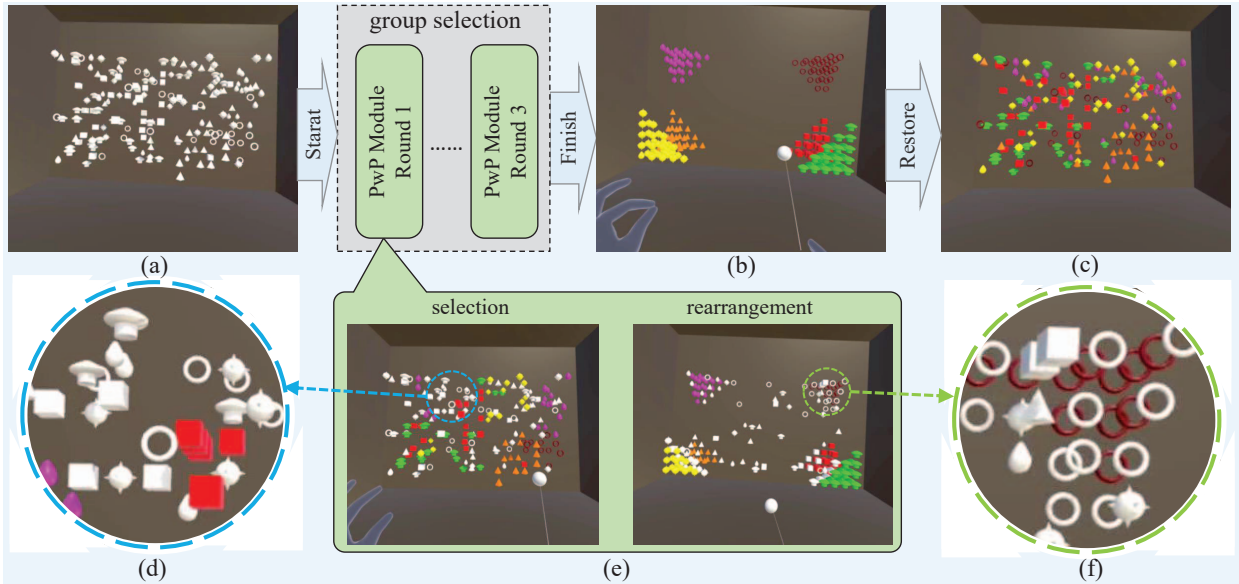 group selection
Starat
PwP Module
Round 1
......
PwP Module
Round 3
Finish
Restore
(a)
(b)
(c)
selection
rearrangement
(d)
(e)
(f)